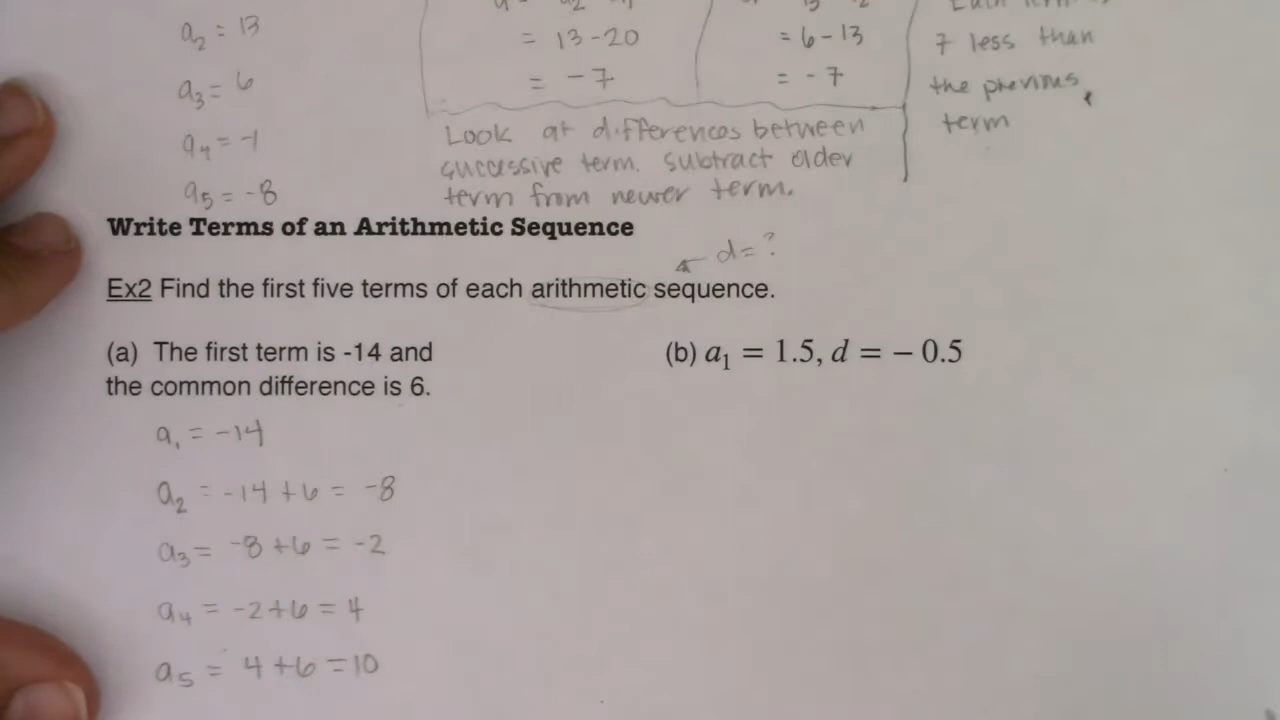 a₂ = 13
a₃ = 6
a₄ = -1
a₅ = -8
= 13 - 20
= -7
= 6 - 13
= -7
7 less than
the previous
term
Look at differences between
successive term. subtract older
term from newer term.
Write Terms of an Arithmetic Sequence
d = ?
Ex2 Find the first five terms of each arithmetic sequence.
(a) The first term is -14 and
the common difference is 6.
a₁ = -14
a₂ = -14 + 6 = -8
a₃ = -8 + 6 = -2
a₄ = -2 + 6 = 4
a₅ = 4 + 6 = 10
(b) a₁ = 1.5, d = - 0.5